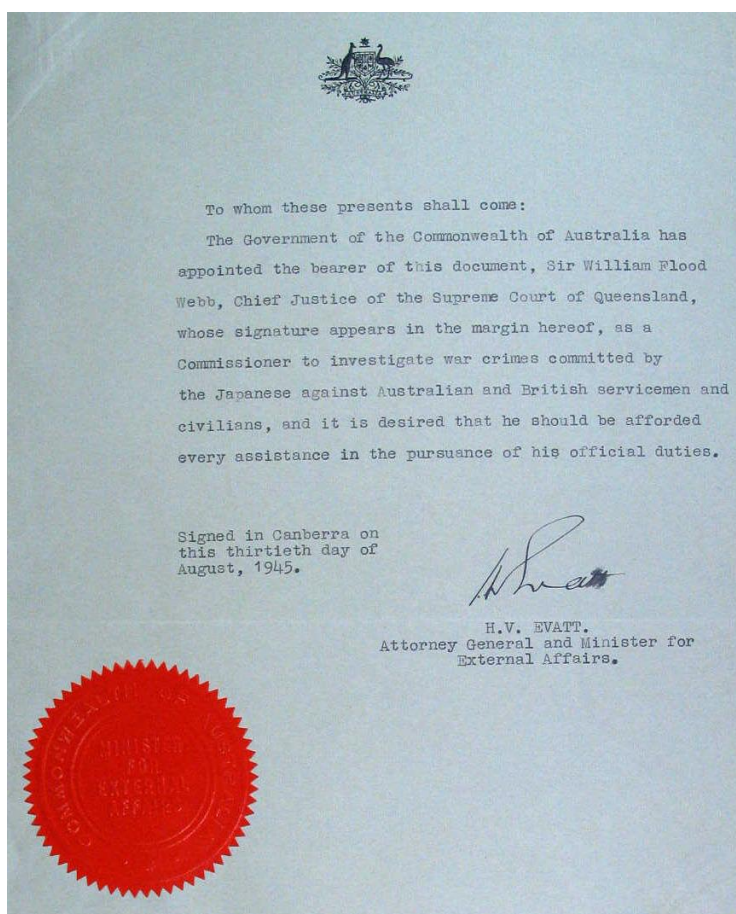 To whom these presents shall come:
The Government of the Commonwealth of Australia has
appointed the bearer of this document, Sir William Flood
Webb, Chief Justice of the Supreme Court of Queensland,
whose signature appears in the margin hereof, as a
Commissioner to investigate war crimes committed by
the Japanese against Australian and British servicemen and
civilians, and it is desired that he should be afforded
every assistance in the pursuance of his official duties.
Signed in Canberra on
this thirtieth day of
August, 1945.
H.V. EVATT.
Attorney General and Minister for
External Affairs.
COMMONWEALTH OF AUSTRALIA
MINISTER
FOR
EXTERNAL
AFFAIRS